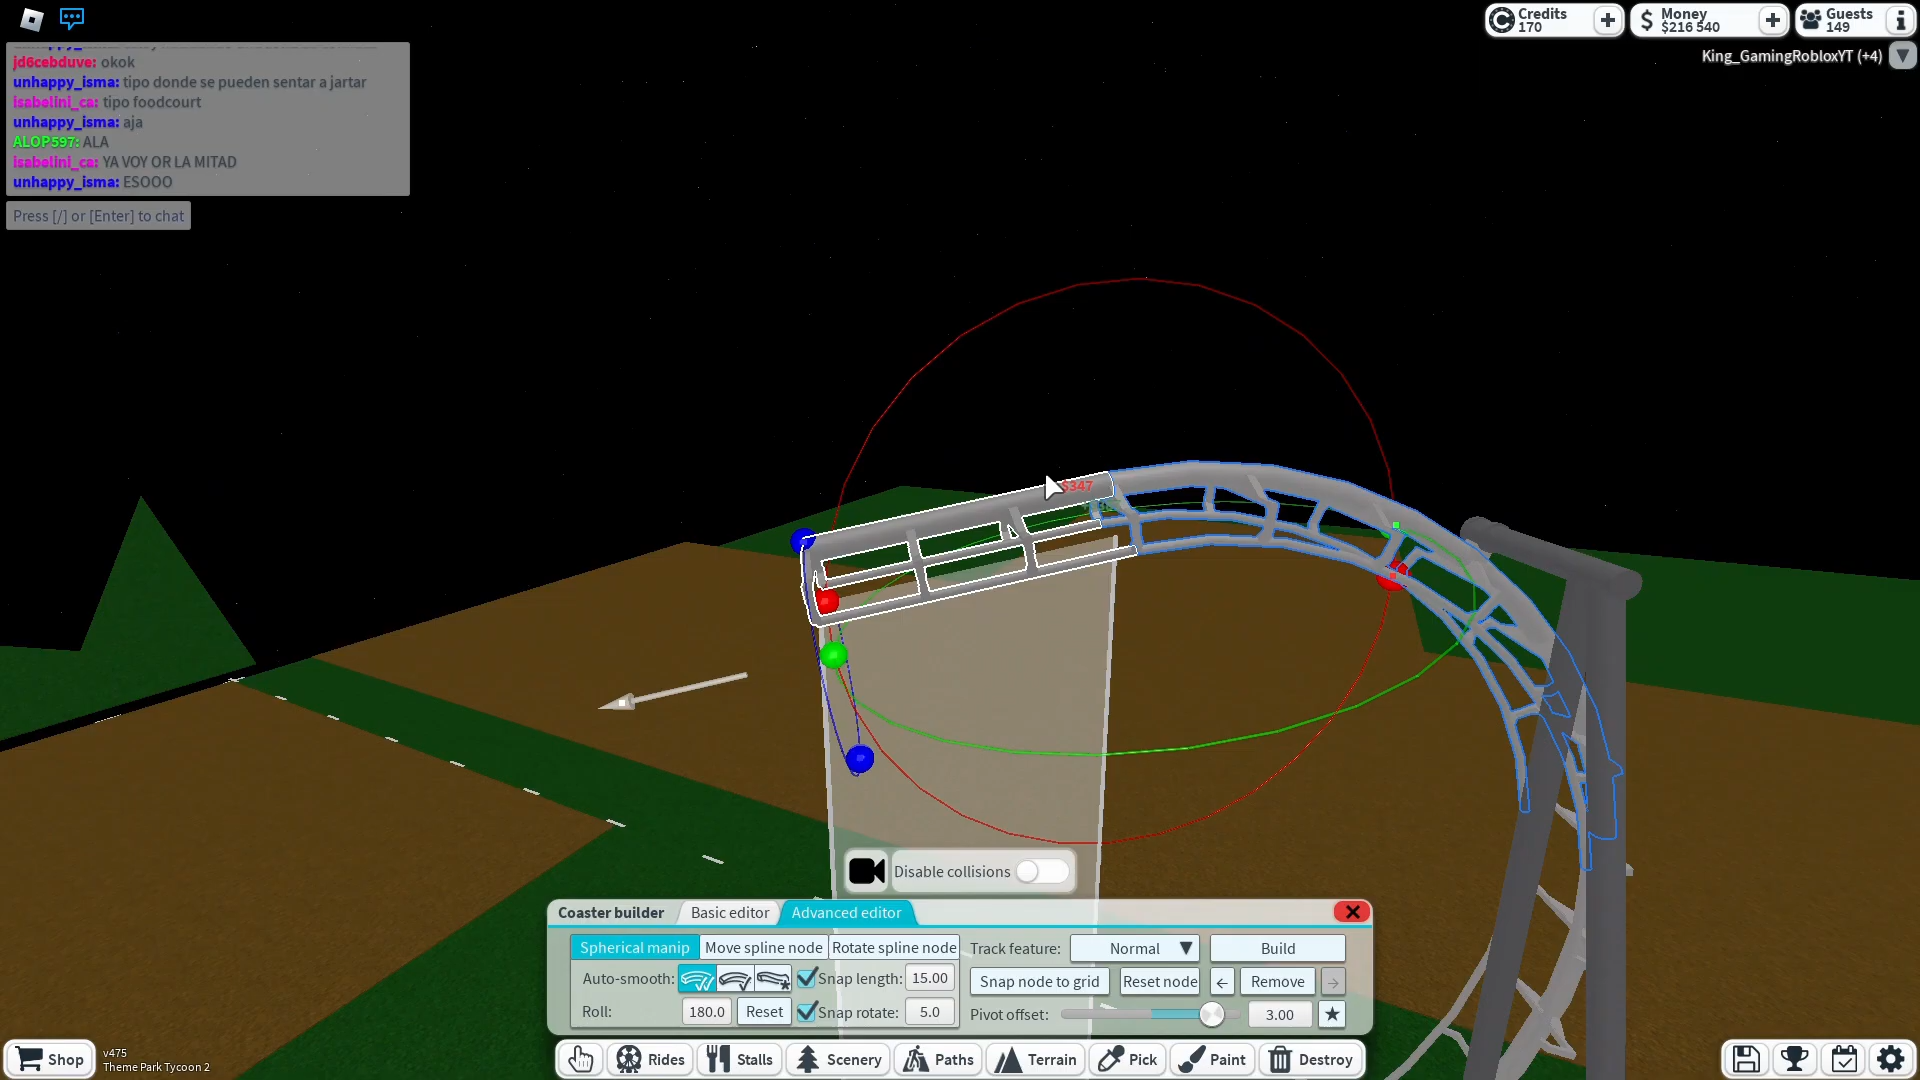 Credits
170
Money
$216 540
Guests
149
King_GamingRobloxYT (+4)
jd6cebduve: okok
unhappy_isma: tipo donde se pueden sentar a jartar
isabelini_ca: tipo foodcourt
unhappy_isma: aja
ALOP597: ALA
isabelini_ca: YA VOY OR LA MITAD
unhappy_isma: ESOOO
Press [/] or [Enter] to chat
$347
Disable collisions
Coaster builder Basic editor Advanced editor
Spherical manip Move spline node Rotate spline node Track feature: Normal Build
Auto-smooth: Snap length: 15.00 Snap node to grid Reset node ← Remove →
Roll: 180.0 Reset Snap rotate: 5.0 Pivot offset: 3.00
Shop
v475
Theme Park Tycoon 2
Rides Stalls Scenery Paths Terrain Pick Paint Destroy